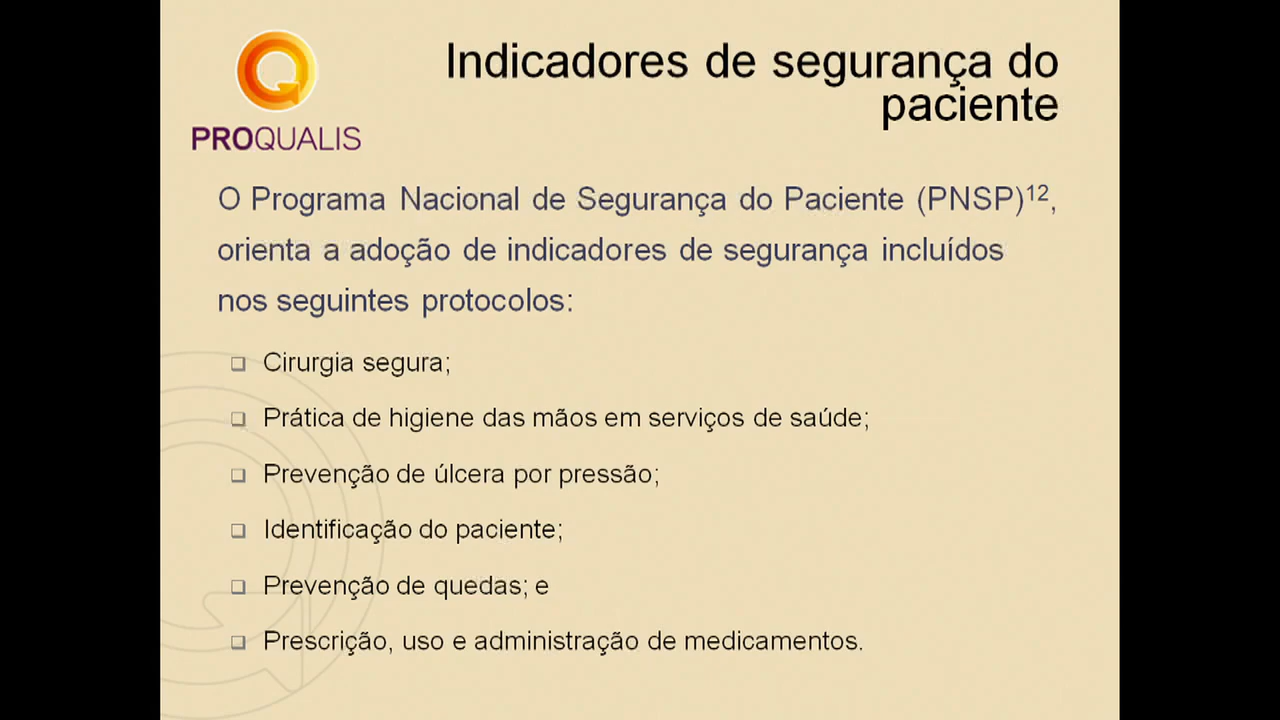 PROQUALIS
Indicadores de segurança do
paciente
O Programa Nacional de Segurança do Paciente (PNSP)¹²,
orienta a adoção de indicadores de segurança incluídos
nos seguintes protocolos:
❑ Cirurgia segura;
❑ Prática de higiene das mãos em serviços de saúde;
❑ Prevenção de úlcera por pressão;
❑ Identificação do paciente;
❑ Prevenção de quedas; e
❑ Prescrição, uso e administração de medicamentos.